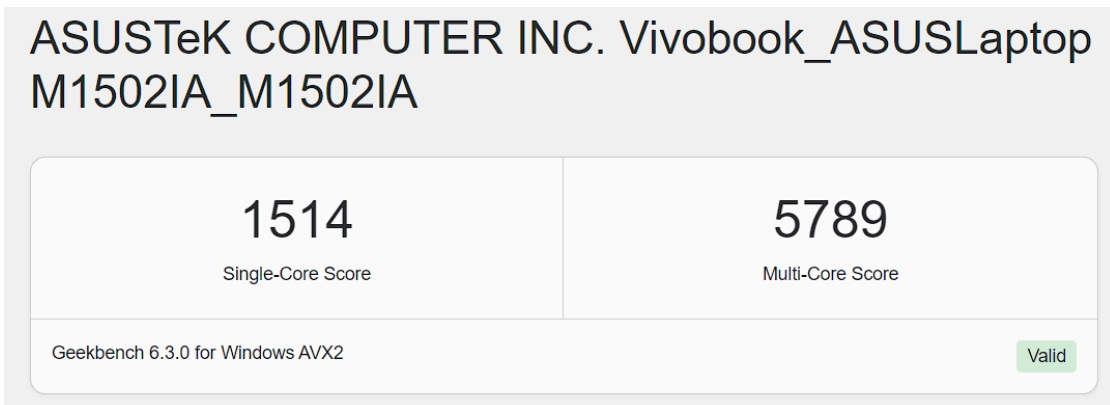 ASUSTeK COMPUTER INC. Vivobook_ASUSLaptop
M1502IA_M1502IA
1514
Single-Core Score
5789
Multi-Core Score
Geekbench 6.3.0 for Windows AVX2
Valid